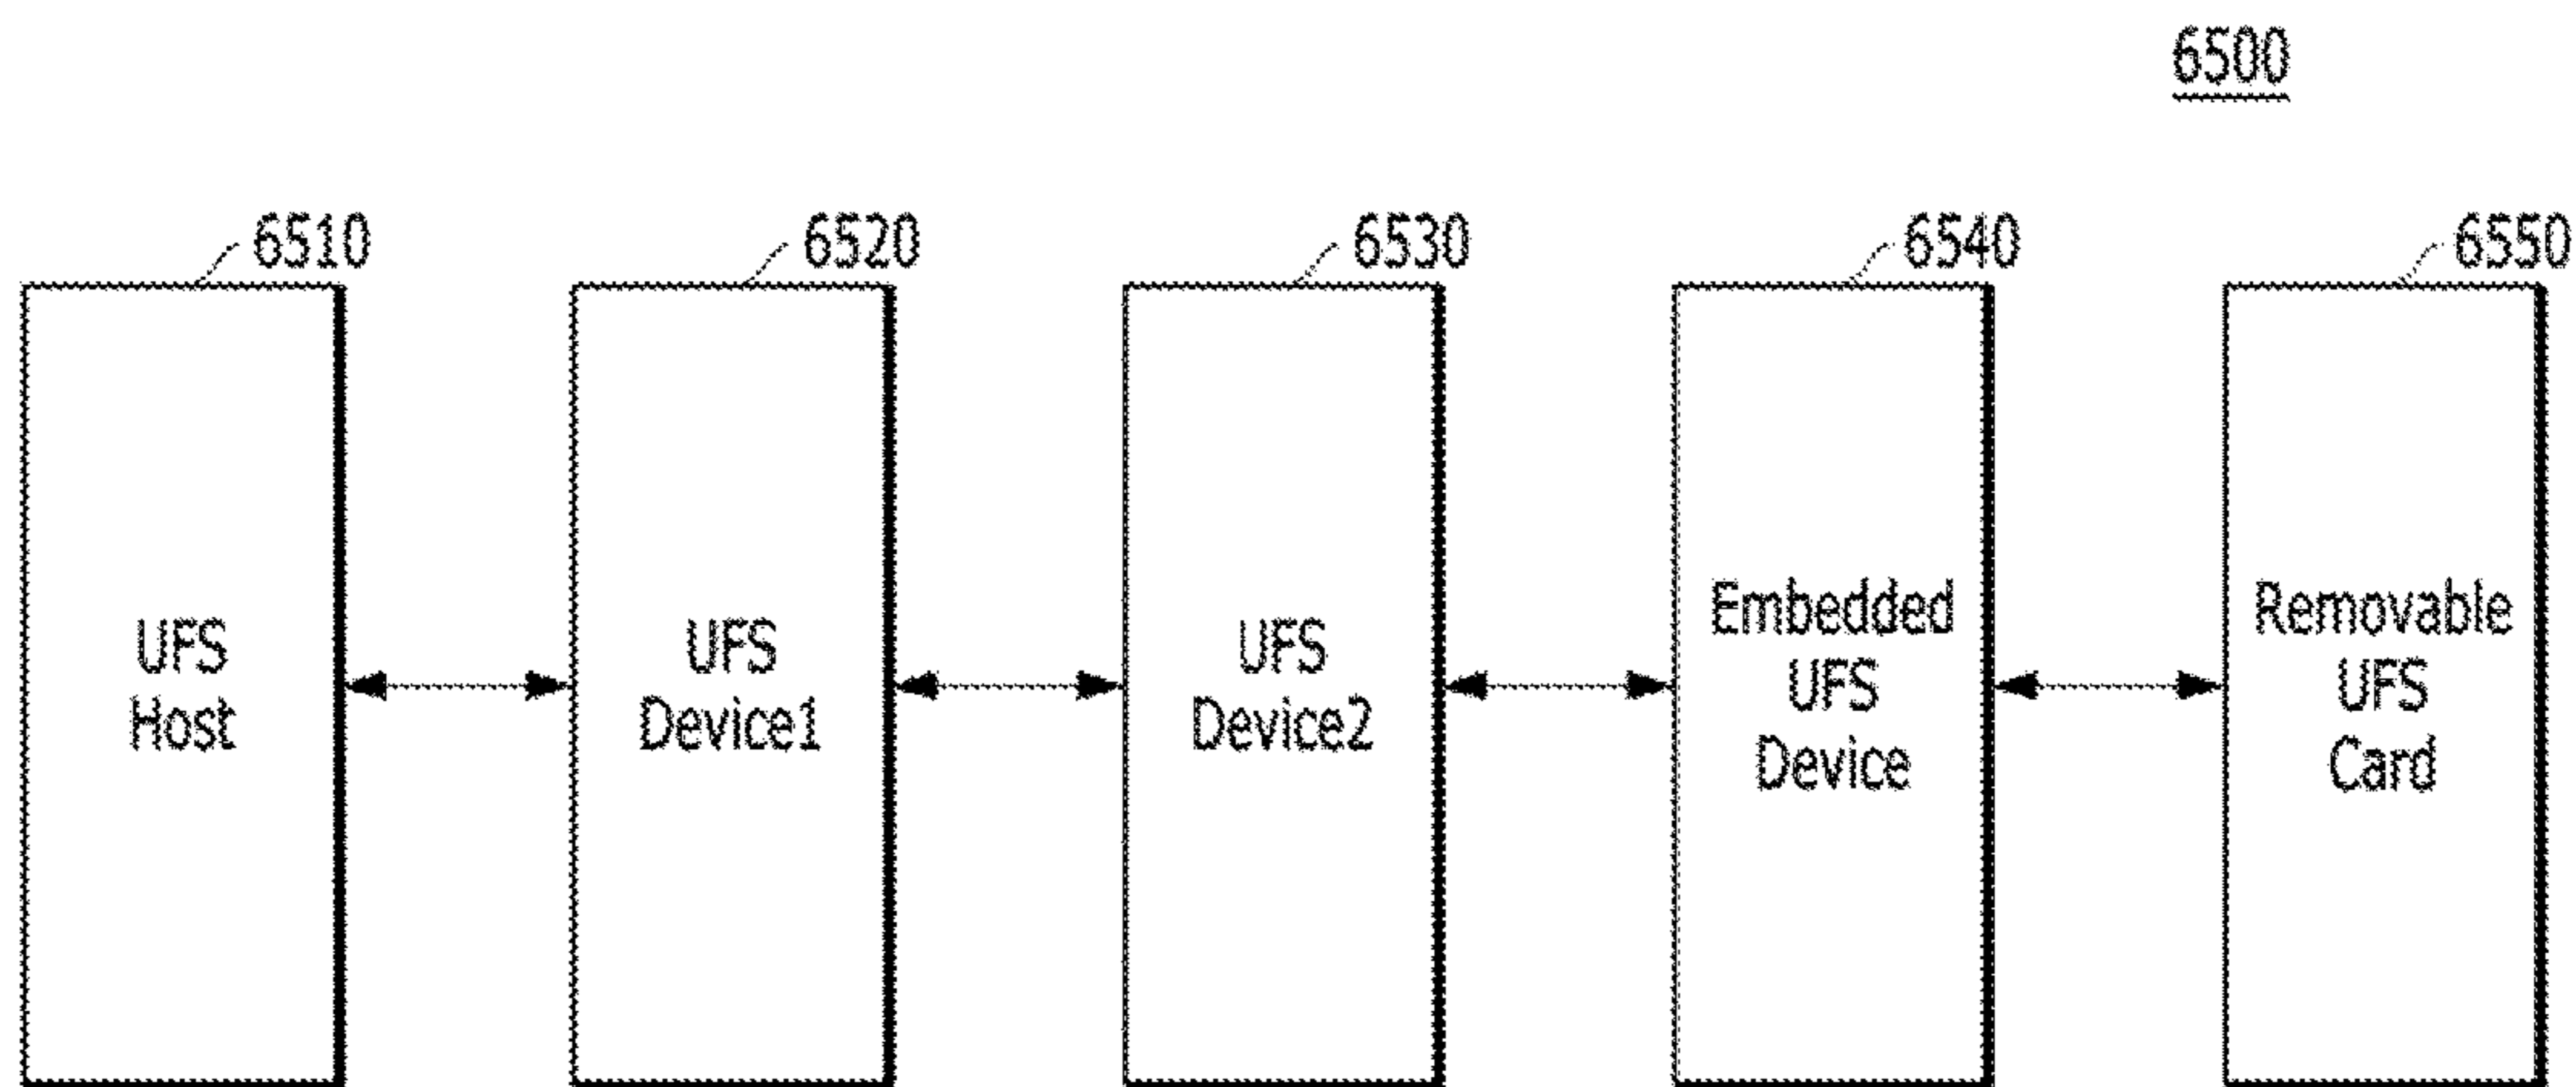 6500
6510
6520
6530
6540
6550
UFS
Host
UFS
Device1
UFS
Device2
Embedded
UFS
Device
Removable
UFS
Card